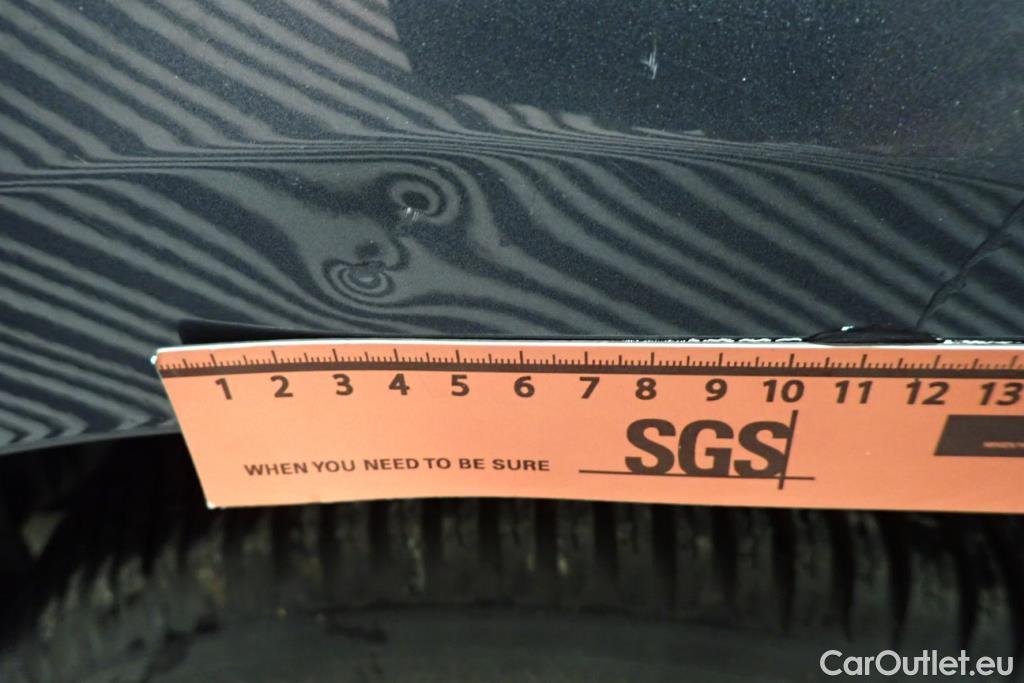 1 2 3 4 5 6 7 8 9 10 11 12 13
SGS
WHEN YOU NEED TO BE SURE
CarOutlet.eu